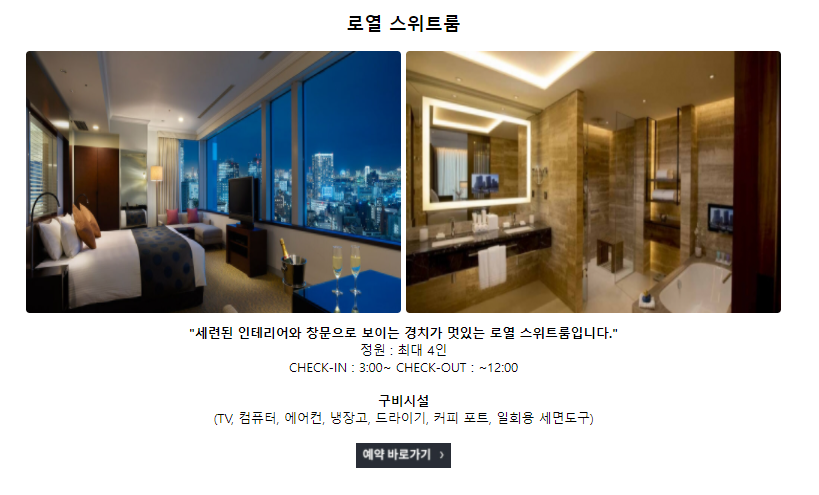 로열 스위트룸
"세련된 인테리어와 창문으로 보이는 경치가 멋있는 로열 스위트룸입니다."
정원 : 최대 4인
CHECK-IN : 3:00~ CHECK-OUT : ~12:00
구비시설
(TV, 컴퓨터, 에어컨, 냉장고, 드라이기, 커피 포트, 일회용 세면도구)
예약 바로가기 >